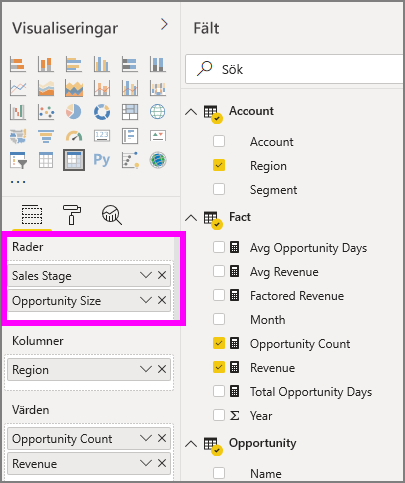 Visualiseringar
Py
123
R
...
Rader
Sales Stage
Opportunity Size
Kolumner
Region
Värden
Opportunity Count
Revenue
Fält
Sök
Account
Account
Region
Segment
Fact
Avg Opportunity Days
Avg Revenue
Factored Revenue
Month
Opportunity Count
Revenue
Total Opportunity Days
Σ Year
Opportunity
Name